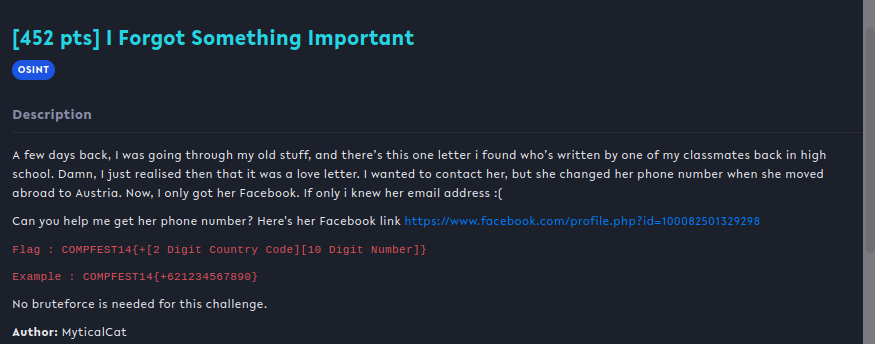 [452 pts] I Forgot Something Important
OSINT
Description
A few days back, I was going through my old stuff, and there's this one letter i found who's written by one of my classmates back in high
school. Damn, I just realised then that it was a love letter. I wanted to contact her, but she changed her phone number when she moved
abroad to Austria. Now, I only got her Facebook. If only i knew her email address :(
Can you help me get her phone number? Here's her Facebook link https://www.facebook.com/profile.php?id=100082501329298
Flag : COMPFEST14{+[2 Digit Country Code][10 Digit Number]}
Example : COMPFEST14{+621234567890}
No bruteforce is needed for this challenge.
Author: MyticalCat